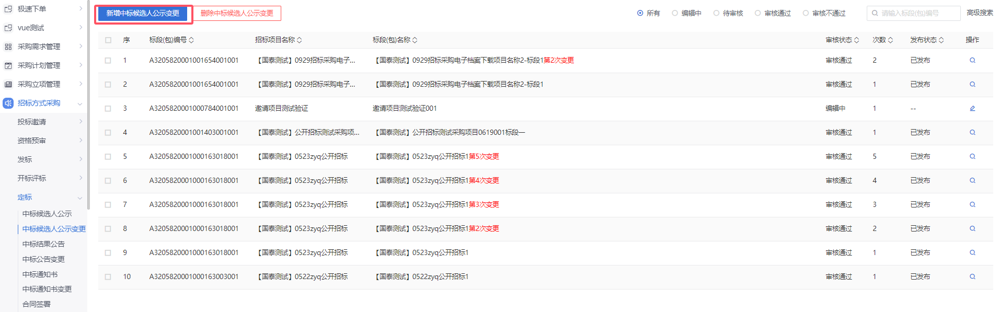 极速下单
vue测试
采购需求管理
采购计划管理
采购立项管理
招标方式采购
投标邀请
资格预审
发标
开标评标
定标
中标候选人公示
中标候选人公示变更
中标结果公告
中标公告变更
中标通知书
中标通知书变更
合同签署
新增中标候选人公示变更 删除中标候选人公示变更 所有 编辑中 待审核 审核通过 审核不通过 请输入标段(包)编号 高级搜索
序 标段(包)编号 招标项目名称 标段(包)名称 审核状态 次数 发布状态 操作
1 A3205820001001654001001 【国泰测试】0929招标采购电子... 【国泰测试】0929招标采购电子档案下载项目名称2-标段1第2次变更 审核通过 2 已发布
2 A3205820001001654001001 【国泰测试】0929招标采购电子... 【国泰测试】0929招标采购电子档案下载项目名称2-标段1 审核通过 1 已发布
3 A3205820001000784001001 邀请项目测试验证 邀请项目测试验证001 编辑中 1 --
4 A3205820001001403001001 【国泰测试】公开招标测试采购项... 【国泰测试】公开招标测试采购项目0619001标段一 审核通过 1 已发布
5 A3205820001000163018001 【国泰测试】0523zyq公开招标 【国泰测试】0523zyq公开招标1第5次变更 审核通过 5 已发布
6 A3205820001000163018001 【国泰测试】0523zyq公开招标 【国泰测试】0523zyq公开招标1第4次变更 审核通过 4 已发布
7 A3205820001000163018001 【国泰测试】0523zyq公开招标 【国泰测试】0523zyq公开招标1第3次变更 审核通过 3 已发布
8 A3205820001000163018001 【国泰测试】0523zyq公开招标 【国泰测试】0523zyq公开招标1第2次变更 审核通过 2 已发布
9 A3205820001000163018001 【国泰测试】0523zyq公开招标 【国泰测试】0523zyq公开招标1 审核通过 1 已发布
10 A3205820001000163003001 【国泰测试】0522zyq公开招标 【国泰测试】0522zyq公开招标1 审核通过 1 已发布